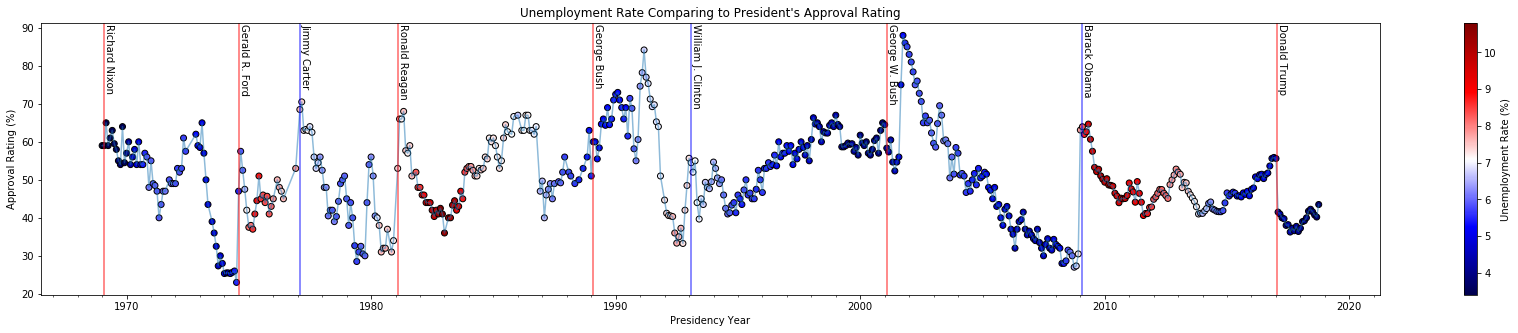 Unemployment Rate Comparing to President's Approval Rating
Approval Rating (%)
90
80
70
60
50
40
30
20
Richard Nixon
Gerald R. Ford
Jimmy Carter
Ronald Reagan
George Bush
William J. Clinton
George W. Bush
Barack Obama
Donald Trump
1970
1980
1990
2000
2010
2020
Presidency Year
10
9
8
7
6
5
4
Unemployment Rate (%)